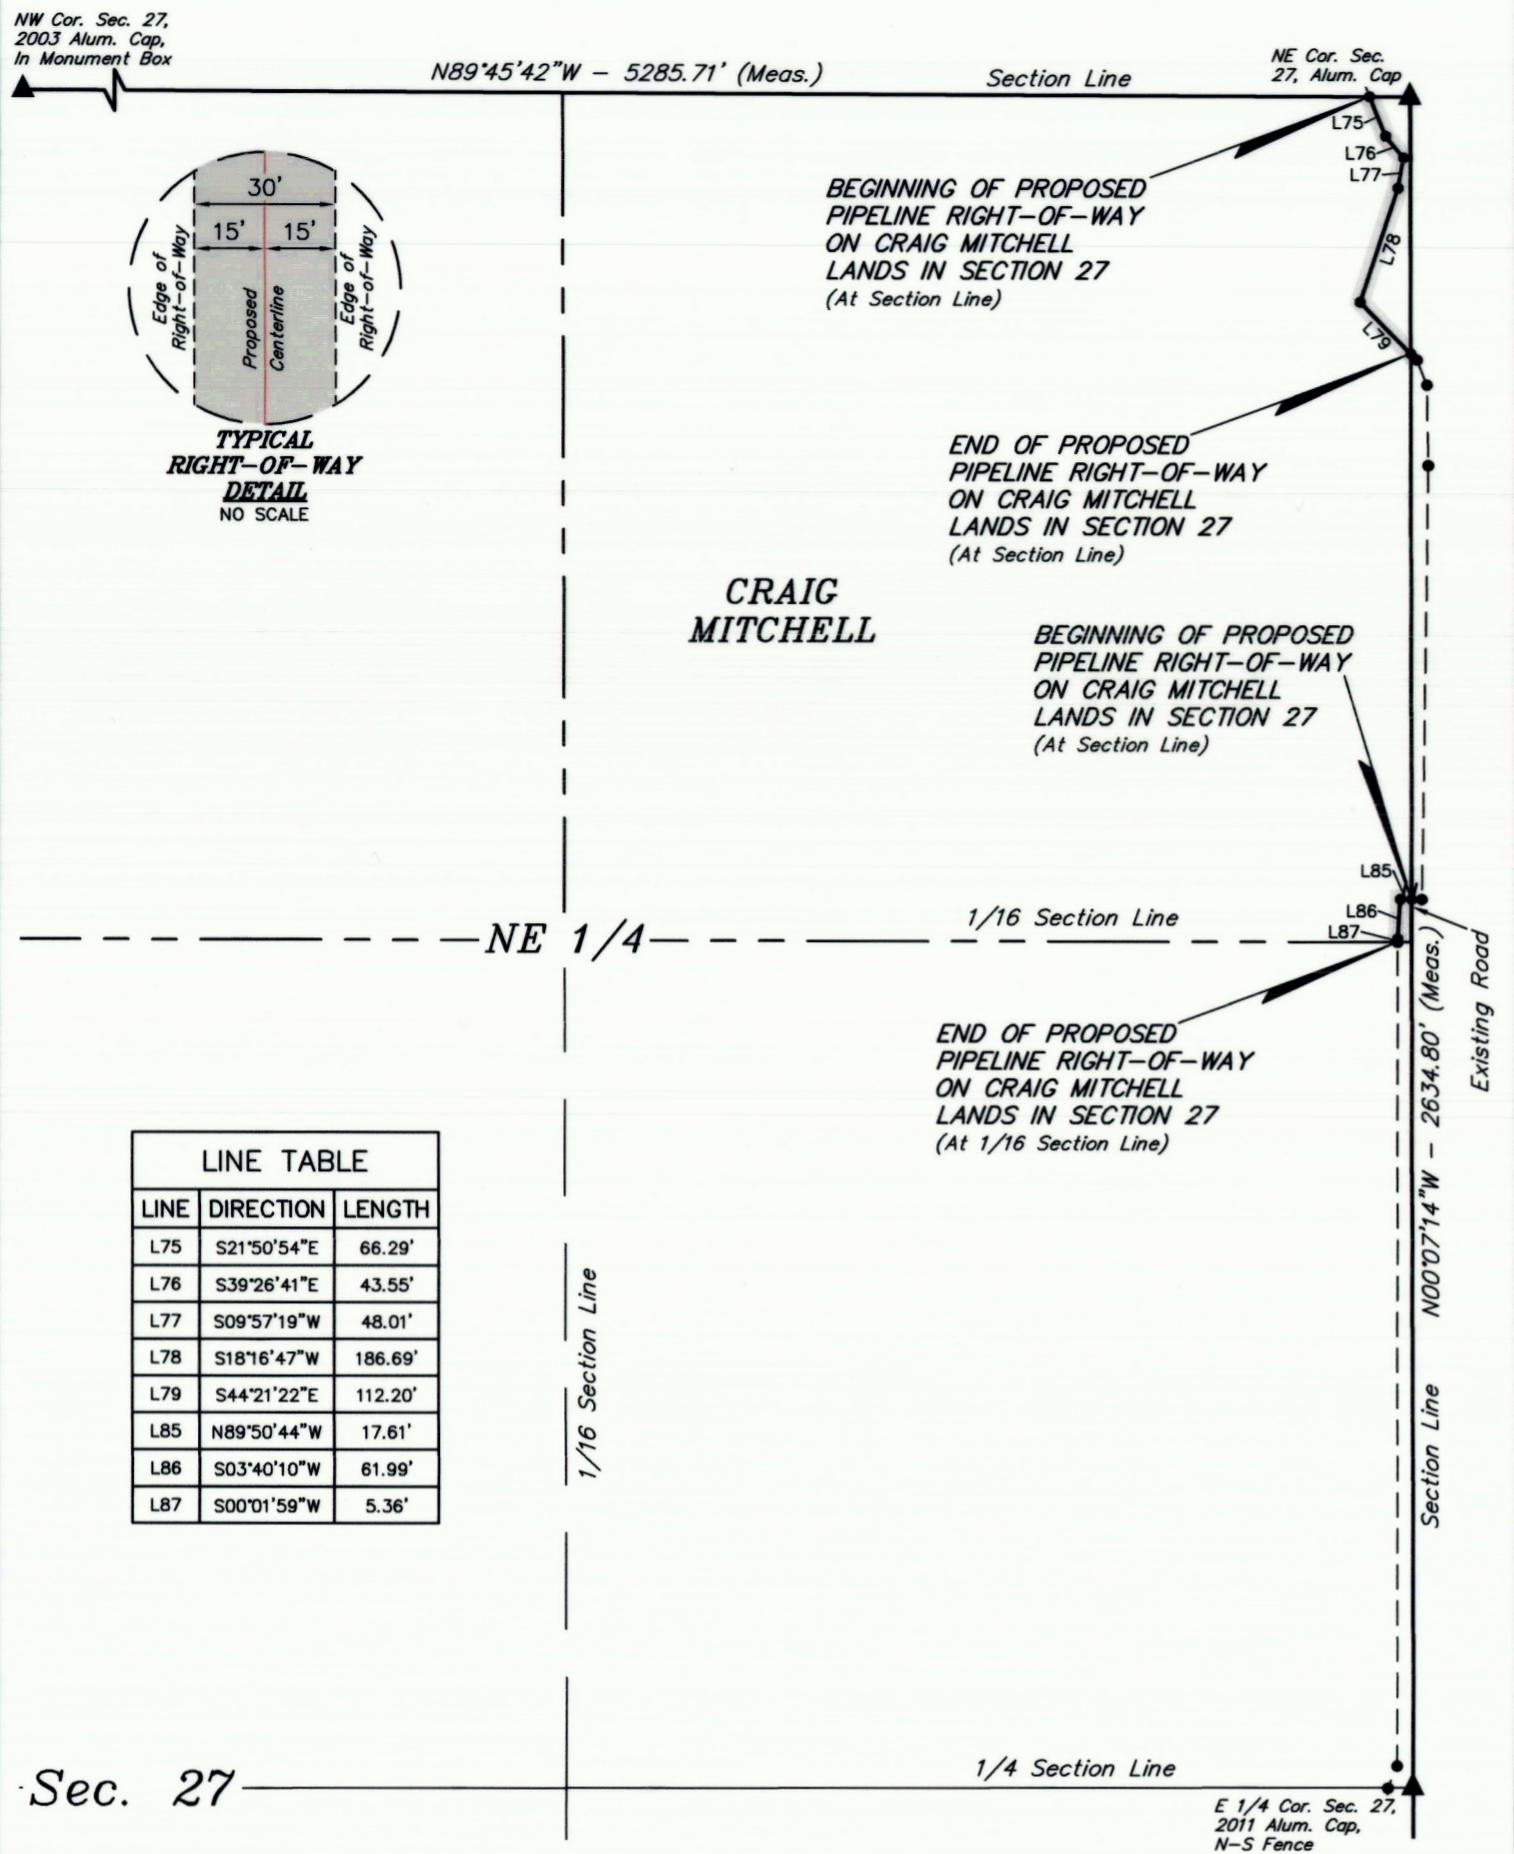 NW Cor. Sec. 27,
2003 Alum. Cap,
In Monument Box
N89°45'42"W - 5285.71' (Meas.)
Section Line
NE Cor. Sec.
27, Alum. Cap
L75
L76
L77
L78
L79
BEGINNING OF PROPOSED
PIPELINE RIGHT-OF-WAY
ON CRAIG MITCHELL
LANDS IN SECTION 27
(At Section Line)
30'
15' 15'
Edge of
Right-of-Way
Proposed
Centerline
Edge of
Right-of-Way
TYPICAL
RIGHT-OF-WAY
DETAIL
NO SCALE
END OF PROPOSED
PIPELINE RIGHT-OF-WAY
ON CRAIG MITCHELL
LANDS IN SECTION 27
(At Section Line)
CRAIG
MITCHELL
BEGINNING OF PROPOSED
PIPELINE RIGHT-OF-WAY
ON CRAIG MITCHELL
LANDS IN SECTION 27
(At Section Line)
L85
L86
L87
1/16 Section Line
NE 1/4
END OF PROPOSED
PIPELINE RIGHT-OF-WAY
ON CRAIG MITCHELL
LANDS IN SECTION 27
(At 1/16 Section Line)
Existing Road
N00°07'14"W - 2634.80' (Meas.)
Section Line
LINE TABLE
LINE DIRECTION LENGTH
L75 S21°50'54"E 66.29'
L76 S39°26'41"E 43.55'
L77 S09°57'19"W 48.01'
L78 S18°16'47"W 186.69'
L79 S44°21'22"E 112.20'
L85 N89°50'44"W 17.61'
L86 S03°40'10"W 61.99'
L87 S00°01'59"W 5.36'
1/16 Section Line
Sec. 27
1/4 Section Line
E 1/4 Cor. Sec. 27,
2011 Alum. Cap,
N-S Fence